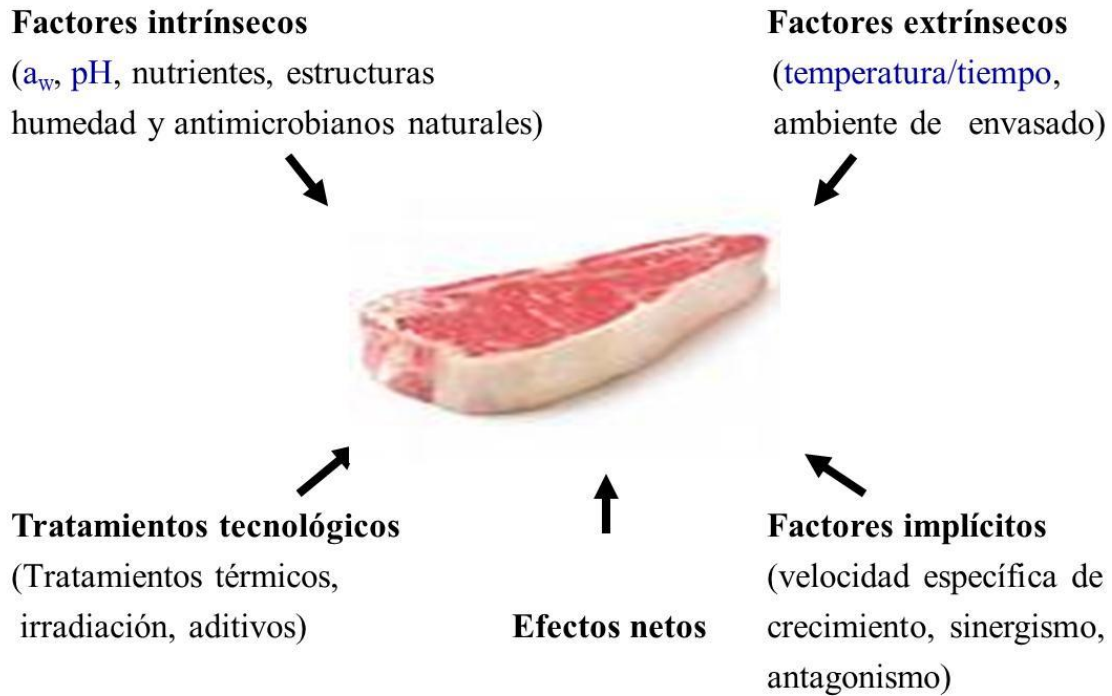 Factores intrínsecos
(aw, pH, nutrientes, estructuras
humedad y antimicrobianos naturales)
Factores extrínsecos
(temperatura/tiempo,
ambiente de envasado)
Tratamientos tecnológicos
(Tratamientos térmicos,
irradiación, aditivos)
Efectos netos
Factores implícitos
(velocidad específica de
crecimiento, sinergismo,
antagonismo)